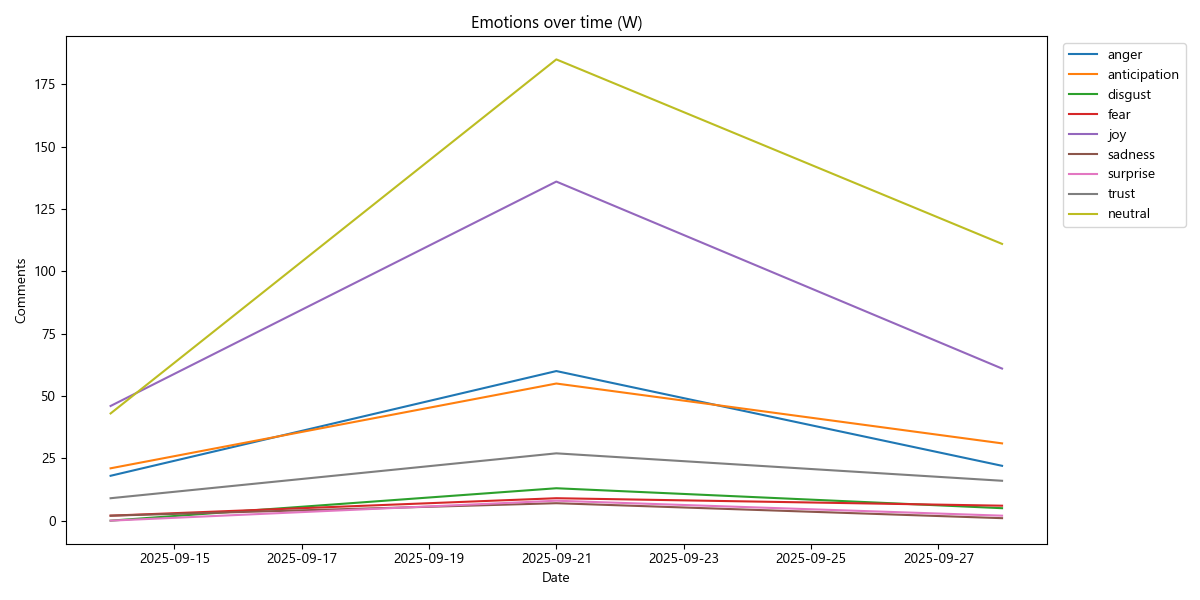 Emotions over time (W)
Comments
175
150
125
100
75
50
25
0
2025-09-15
2025-09-17
2025-09-19
2025-09-21
2025-09-23
2025-09-25
2025-09-27
Date
anger
anticipation
disgust
fear
joy
sadness
surprise
trust
neutral